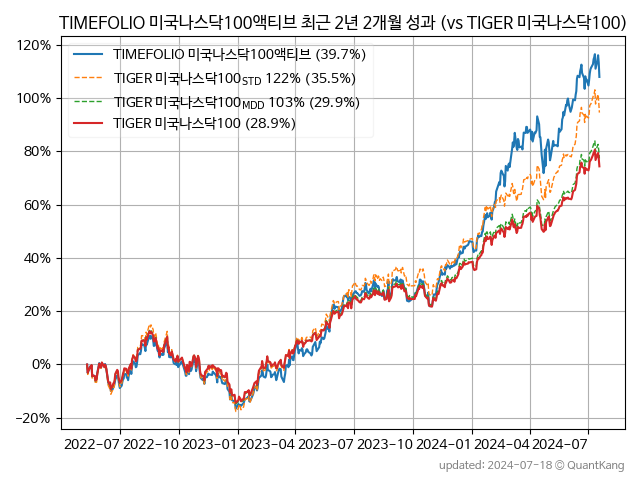 TIMEFOLIO 미국나스닥100액티브 최근 2년 2개월 성과 (vs TIGER 미국나스닥100)
120%
100%
80%
60%
40%
20%
0%
−20%
TIMEFOLIO 미국나스닥100액티브 (39.7%)
TIGER 미국나스닥100STD 122% (35.5%)
TIGER 미국나스닥100MDD 103% (29.9%)
TIGER 미국나스닥100 (28.9%)
2022-07 2022-10 2023-01 2023-04 2023-07 2023-10 2024-01 2024-04 2024-07
updated: 2024-07-18 © QuantKang